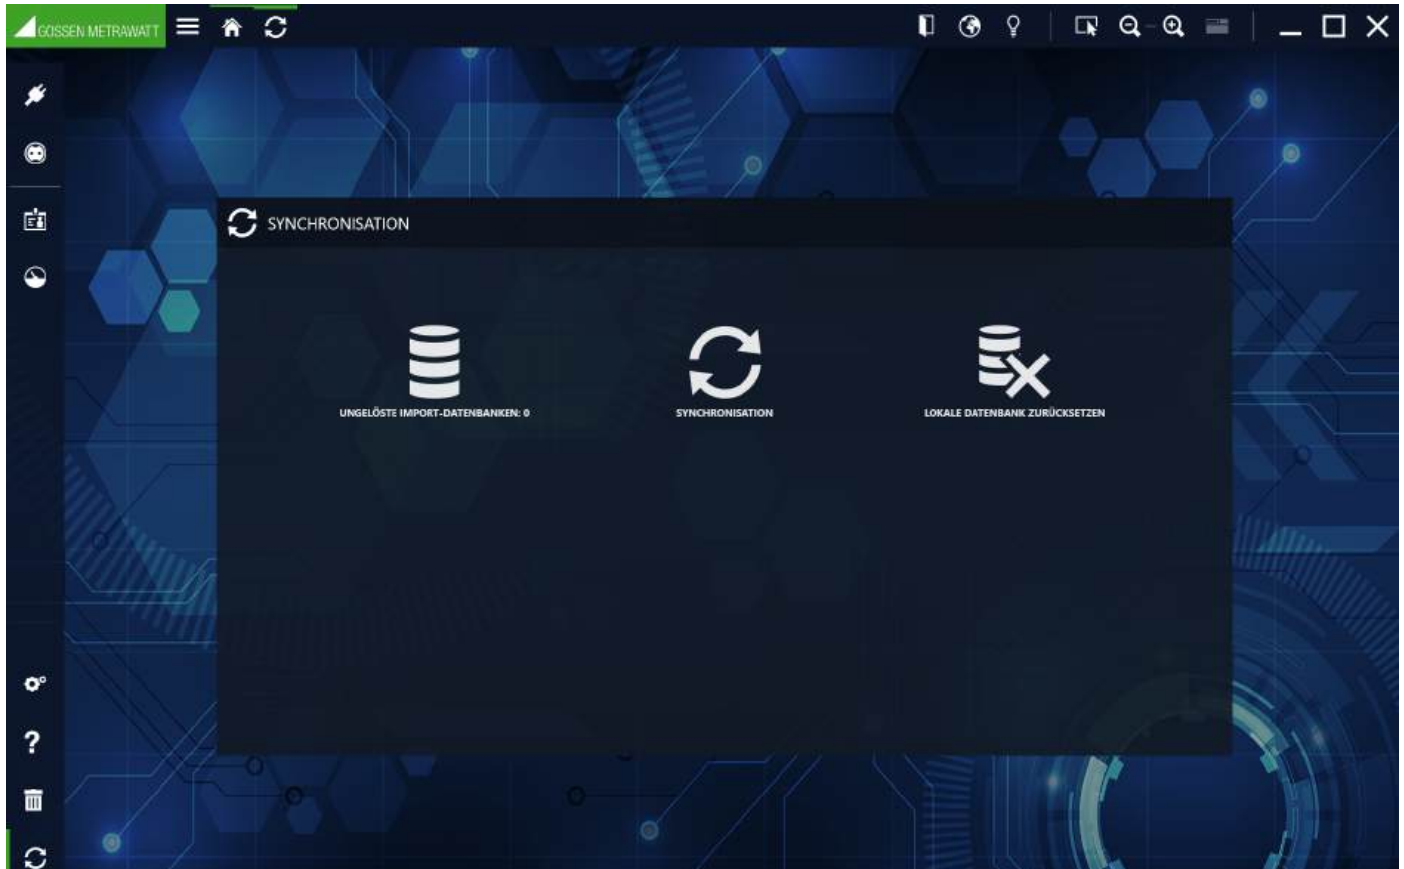 GOSSEN METRAWATT
SYNCHRONISATION
UNGELÖSTE IMPORT-DATENBANKEN: 0
SYNCHRONISATION
LOKALE DATENBANK ZURÜCKSETZEN